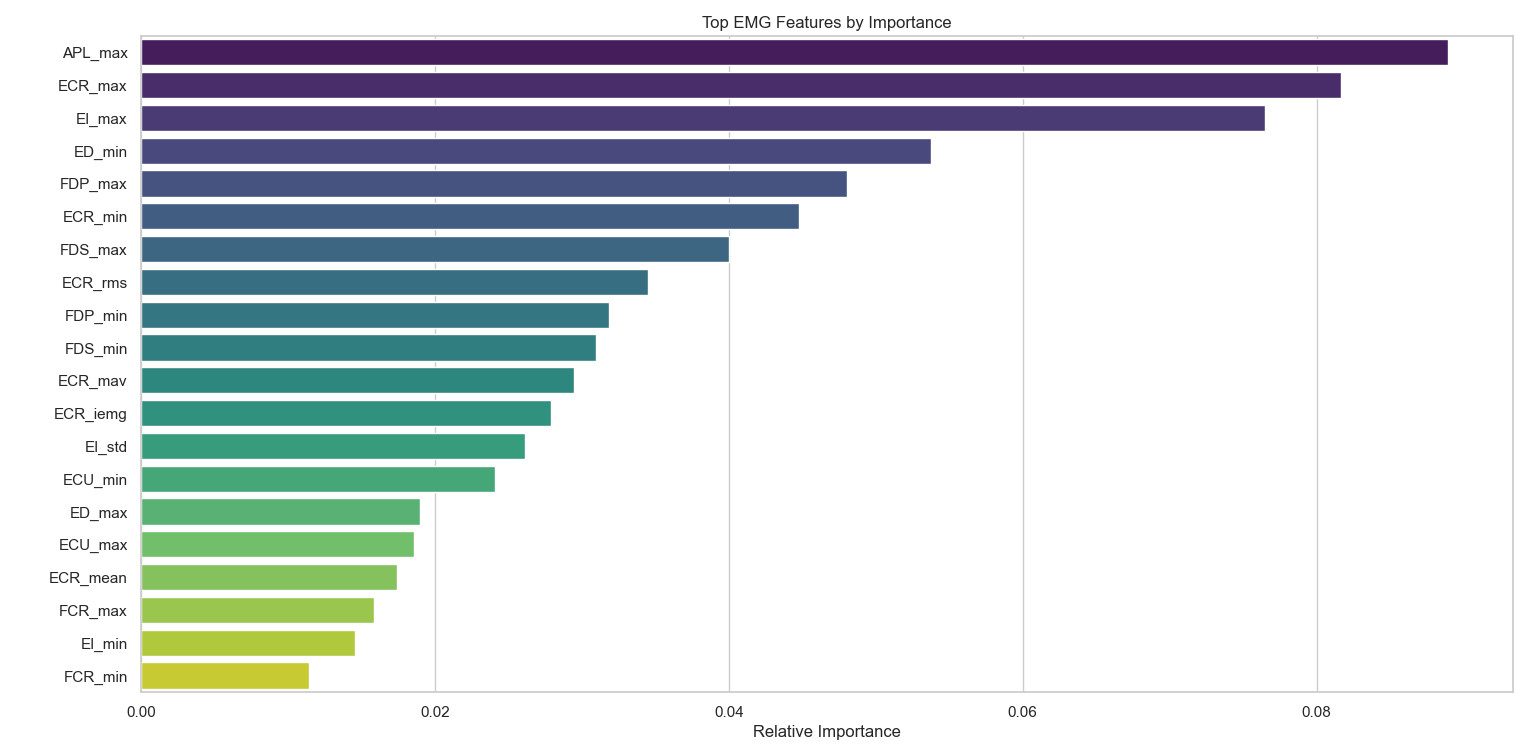 Top EMG Features by Importance
APL_max
ECR_max
EI_max
ED_min
FDP_max
ECR_min
FDS_max
ECR_rms
FDP_min
FDS_min
ECR_mav
ECR_iemg
EI_std
ECU_min
ED_max
ECU_max
ECR_mean
FCR_max
EI_min
FCR_min
0.00 0.02 0.04 0.06 0.08
Relative Importance